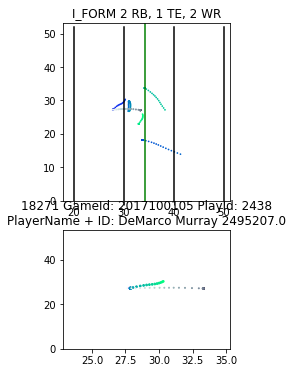 I_FORM 2 RB, 1 TE, 2 WR
50
40
30
20
10
0
20 30 40 50
18271 GameId: 2017100105 PlayId: 2438
PlayerName + ID: DeMarco Murray 2495207.0
40
20
0
25.0 27.5 30.0 32.5 35.0